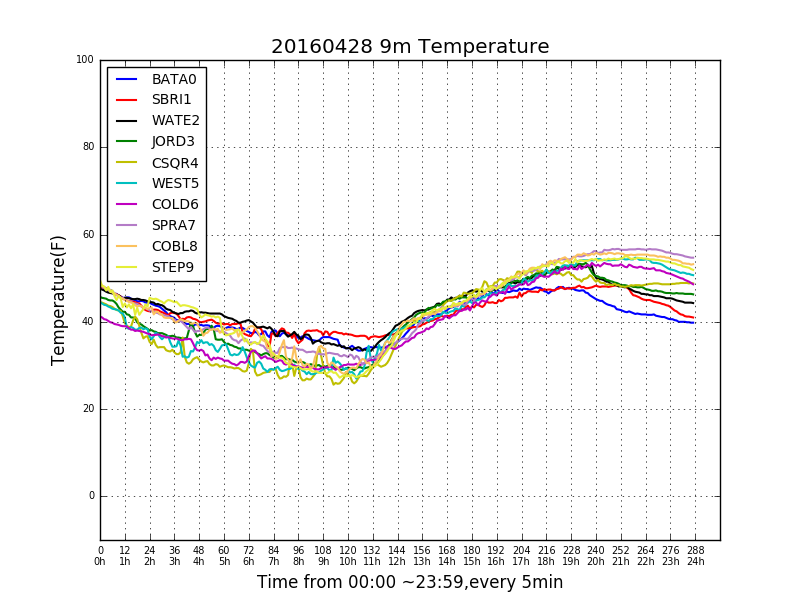 20160428 9m Temperature
100
80
60
40
20
0
Temperature(F)
BATA0
SBRI1
WATE2
JORD3
CSQR4
WEST5
COLD6
SPRA7
COBL8
STEP9
0 12 24 36 48 60 72 84 96 108 120 132 144 156 168 180 192 204 216 228 240 252 264 276 288
0h 1h 2h 3h 4h 5h 6h 7h 8h 9h 10h 11h 12h 13h 14h 15h 16h 17h 18h 19h 20h 21h 22h 23h 24h
Time from 00:00 ~23:59,every 5min